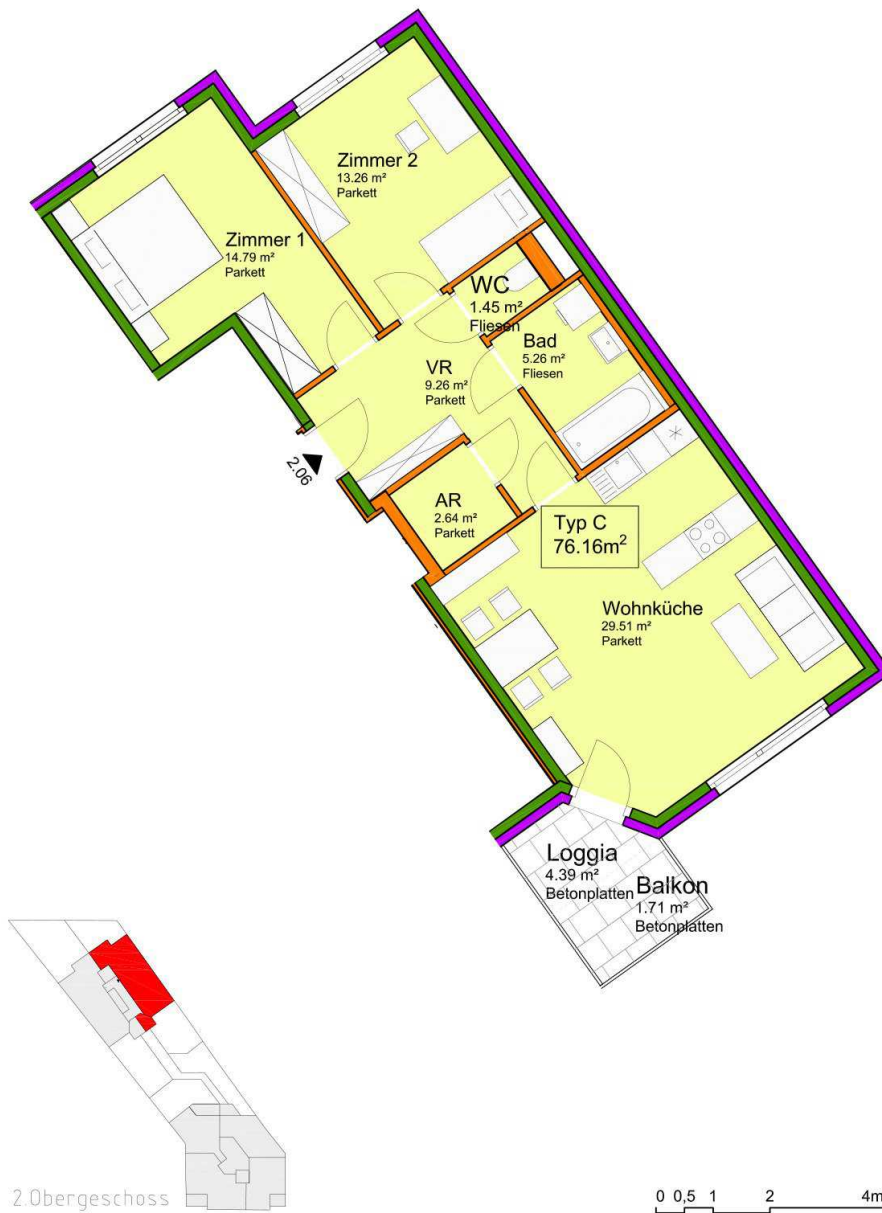 Zimmer 2
13.26 m²
Parkett
Zimmer 1
14.79 m²
Parkett
WC
1.45 m²
Fliesen
Bad
5.26 m²
Fliesen
VR
9.26 m²
Parkett
2.06
AR
2.64 m²
Parkett
Typ C
76.16m²
Wohnküche
29.51 m²
Parkett
Loggia
4.39 m²
Betonplatten
Balkon
1.71 m²
Betonplatten
2.Obergeschoss
0 0,5 1 2 4m